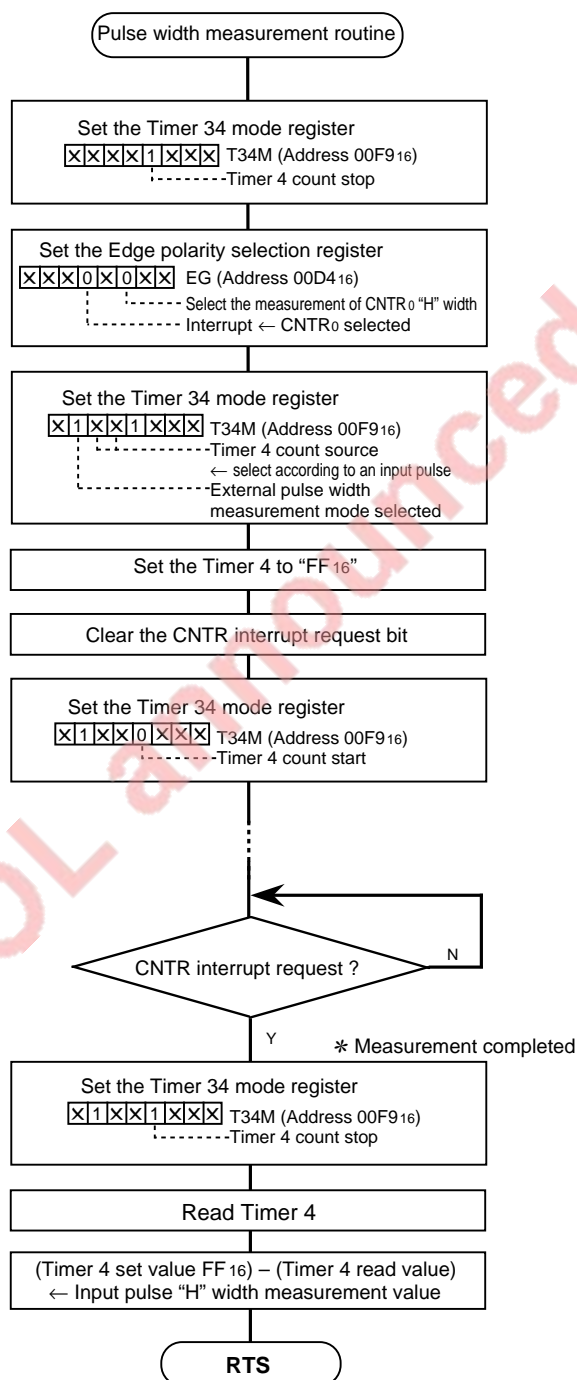 Pulse width measurement routine
Set the Timer 34 mode register
X X X X 1 X X X T34M (Address 00F916)
Timer 4 count stop
Set the Edge polarity selection register
X X X 0 X 0 X X EG (Address 00D416)
Select the measurement of CNTR0 “H” width
Interrupt ← CNTR0 selected
Set the Timer 34 mode register
X 1 X X 1 X X X T34M (Address 00F916)
Timer 4 count source
← select according to an input pulse
External pulse width
measurement mode selected
Set the Timer 4 to “FF16”
Clear the CNTR interrupt request bit
Set the Timer 34 mode register
X 1 X X 0 X X X T34M (Address 00F916)
Timer 4 count start
CNTR interrupt request ?
N
Y
* Measurement completed
Set the Timer 34 mode register
X 1 X X 1 X X X T34M (Address 00F916)
Timer 4 count stop
Read Timer 4
(Timer 4 set value FF16) – (Timer 4 read value)
← Input pulse “H” width measurement value
RTS
OL announced